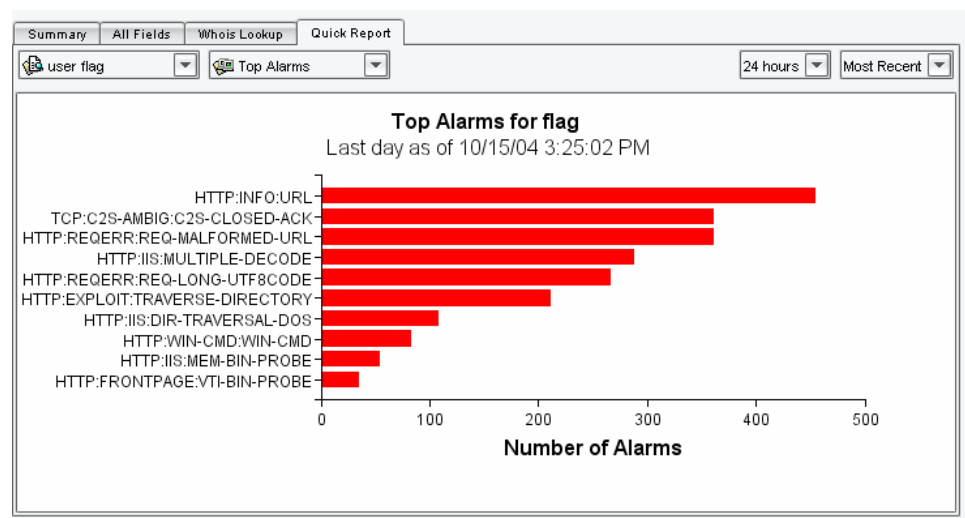 Summary All Fields Whois Lookup Quick Report
user flag Top Alarms 24 hours Most Recent
Top Alarms for flag
Last day as of 10/15/04 3:25:02 PM
HTTP:INFO:URL
TCP:C2S-AMBIG:C2S-CLOSED-ACK
HTTP:REQERR:REQ-MALFORMED-URL
HTTP:IIS:MULTIPLE-DECODE
HTTP:REQERR:REQ-LONG-UTF8CODE
HTTP:EXPLOIT:TRAVERSE-DIRECTORY
HTTP:IIS:DIR-TRAVERSAL-DOS
HTTP:WIN-CMD:WIN-CMD
HTTP:IIS:MEM-BIN-PROBE
HTTP:FRONTPAGE:VTI-BIN-PROBE
0 100 200 300 400 500
Number of Alarms